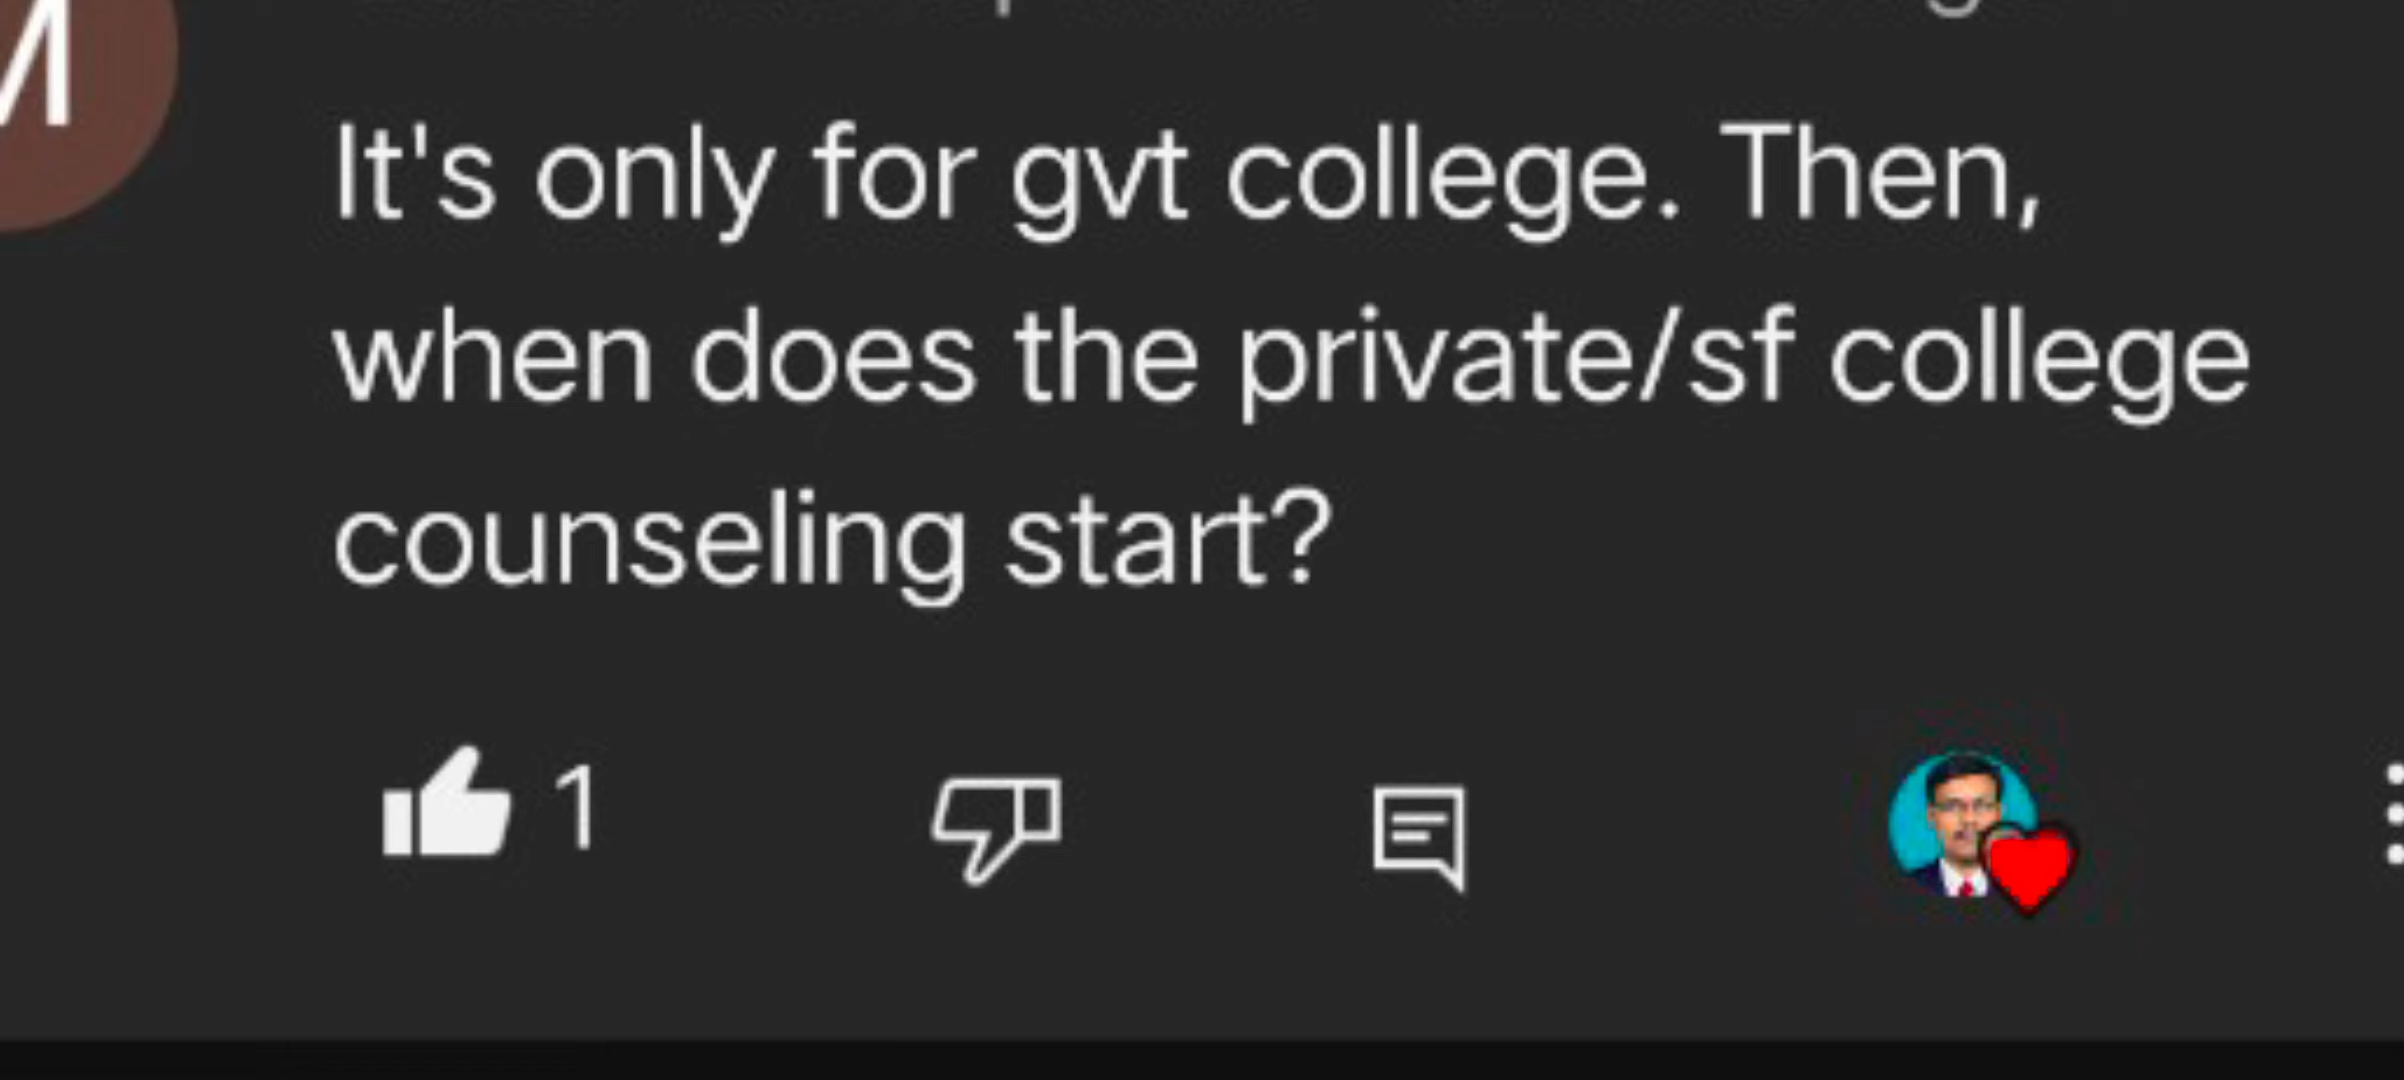 M
It's only for gvt college. Then,
when does the private/sf college
counseling start?
1